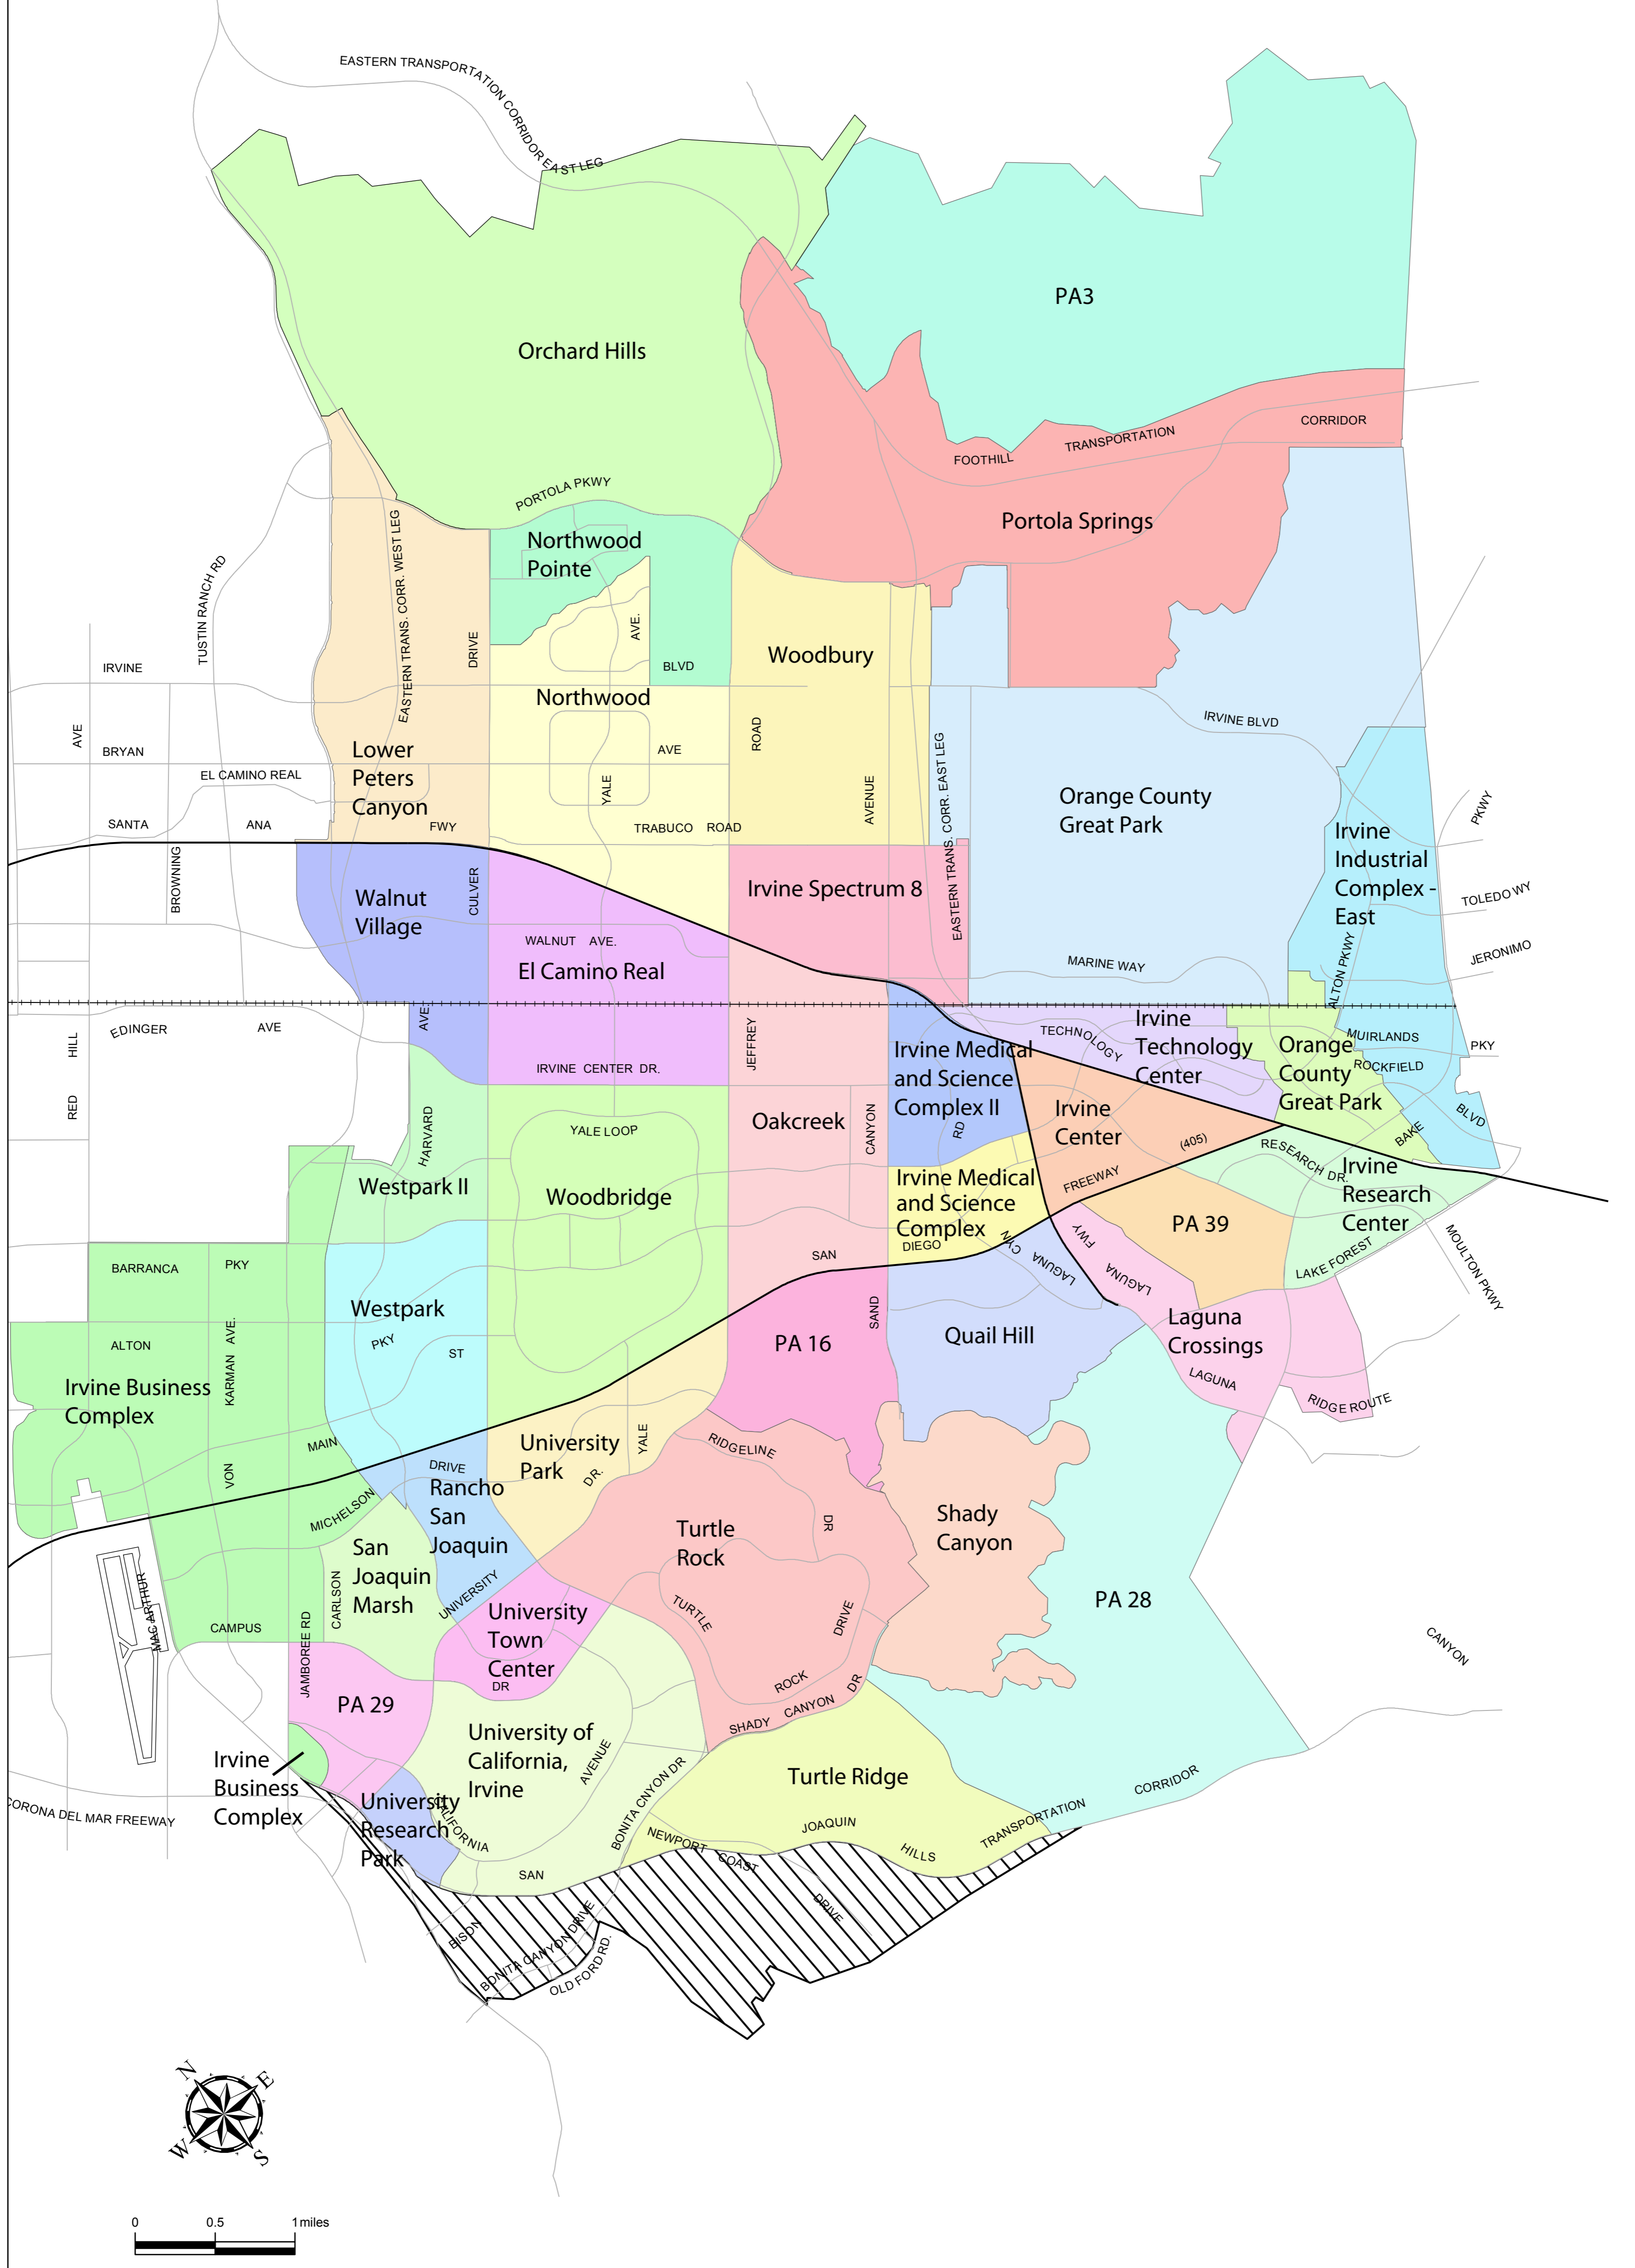 EASTERN TRANSPORTATION CORRIDOR EAST LEG
PA3
Orchard Hills
CORRIDOR
TRANSPORTATION
FOOTHILL
PORTOLA PKWY
Portola Springs
Northwood
Pointe
EASTERN TRANS. CORR. WEST LEG
TUSTIN RANCH RD
AVE.
DRIVE
Woodbury
IRVINE
BLVD
Northwood
IRVINE BLVD
AVE
ROAD
BRYAN
AVE
Lower
Peters
Canyon
EL CAMINO REAL
YALE
AVENUE
EASTERN TRANS. CORR. EAST LEG
Orange County
Great Park
PKWY
SANTA
ANA
FWY
TRABUCO ROAD
Irvine
Industrial
Complex -
East
BROWNING
CULVER
Walnut
Village
Irvine Spectrum 8
TOLEDO WY
WALNUT AVE.
El Camino Real
MARINE WAY
JERONIMO
ALTON PKWY
HILL
EDINGER
AVE
AVE
JEFFREY
TECHNOLOGY
Irvine
Technology
Center
MUIRLANDS
PKY
Irvine Medical
and Science
Complex II
Orange
County
Great Park
ROCKFIELD
IRVINE CENTER DR.
RED
HARVARD
YALE LOOP
Oakcreek
CANYON
RD
Irvine
Center
(405)
BLVD
BAKE
RESEARCH DR.
Westpark II
Woodbridge
Irvine Medical
and Science
Complex
FREEWAY
PA 39
Irvine
Research
Center
BARRANCA
PKY
SAN
DIEGO
CYN
LAGUNA
FWY
LAGUNA
LAKE FOREST
MOULTON PKWY
Westpark
PKY
ST
SAND
PA 16
Quail Hill
Laguna
Crossings
ALTON
KARMAN AVE.
Irvine Business
Complex
LAGUNA
RIDGE ROUTE
MAIN
VON
University
Park
YALE
RIDGELINE
DRIVE
DR.
Rancho
San
Joaquin
MICHELSON
DR
Turtle
Rock
Shady
Canyon
San
Joaquin
Marsh
CARLSON
UNIVERSITY
MAC ARTHUR
University
Town
Center
TURTLE
DRIVE
PA 28
CAMPUS
JAMBOREE RD
CANYON
DR
ROCK
PA 29
SHADY CANYON DR
University of
California,
Irvine
AVENUE
Irvine
Business
Complex
BONITA CNYON DR
Turtle Ridge
CORRIDOR
CORONA DEL MAR FREEWAY
University
Research
Park
CALIFORNIA
JOAQUIN
TRANSPORTATION
NEWPORT
COAST
HILLS
SAN
DRIVE
BISON
BONITA CANYON DRIVE
OLD FORD RD.
N
E
W
S
0 0.5 1 miles